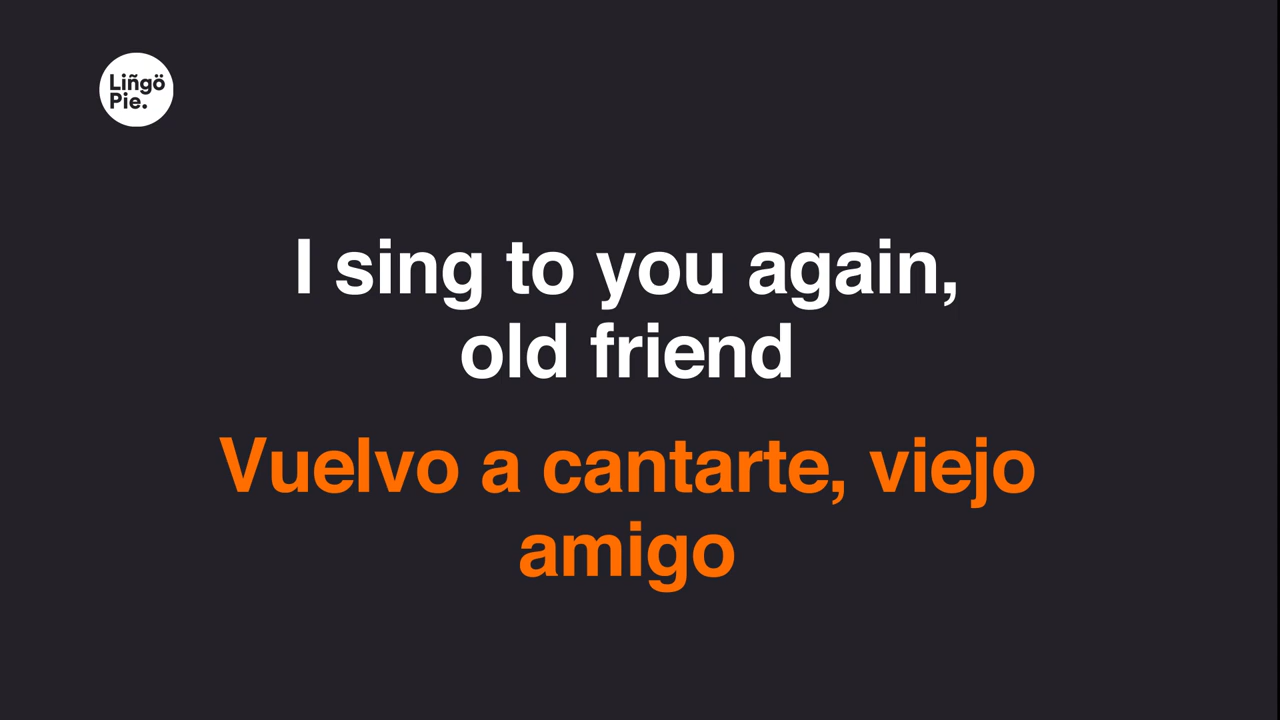 Liñgö
Pie.
I sing to you again,
old friend
Vuelvo a cantarte, viejo
amigo